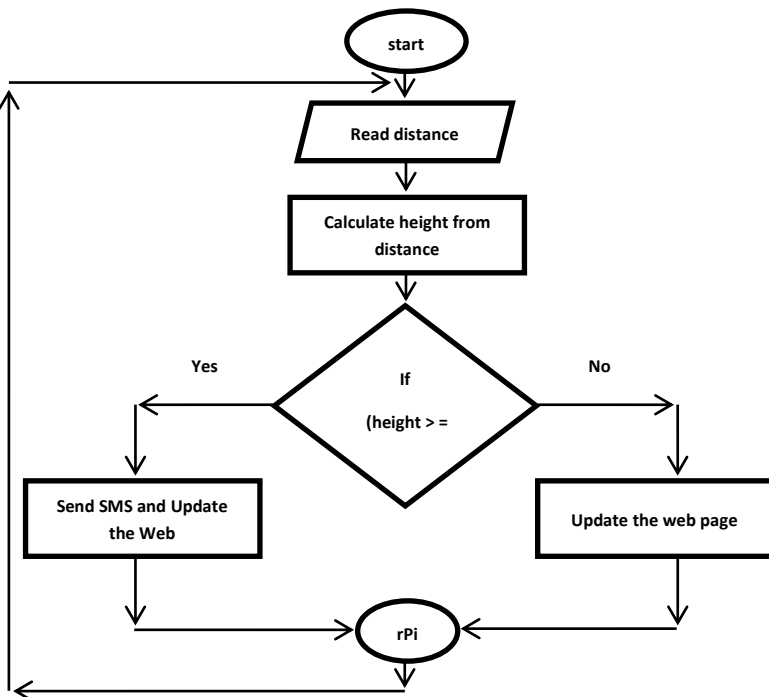 start
Read distance
Calculate height from
distance
Yes
If
No
(height > =
Send SMS and Update
the Web
Update the web page
rPi